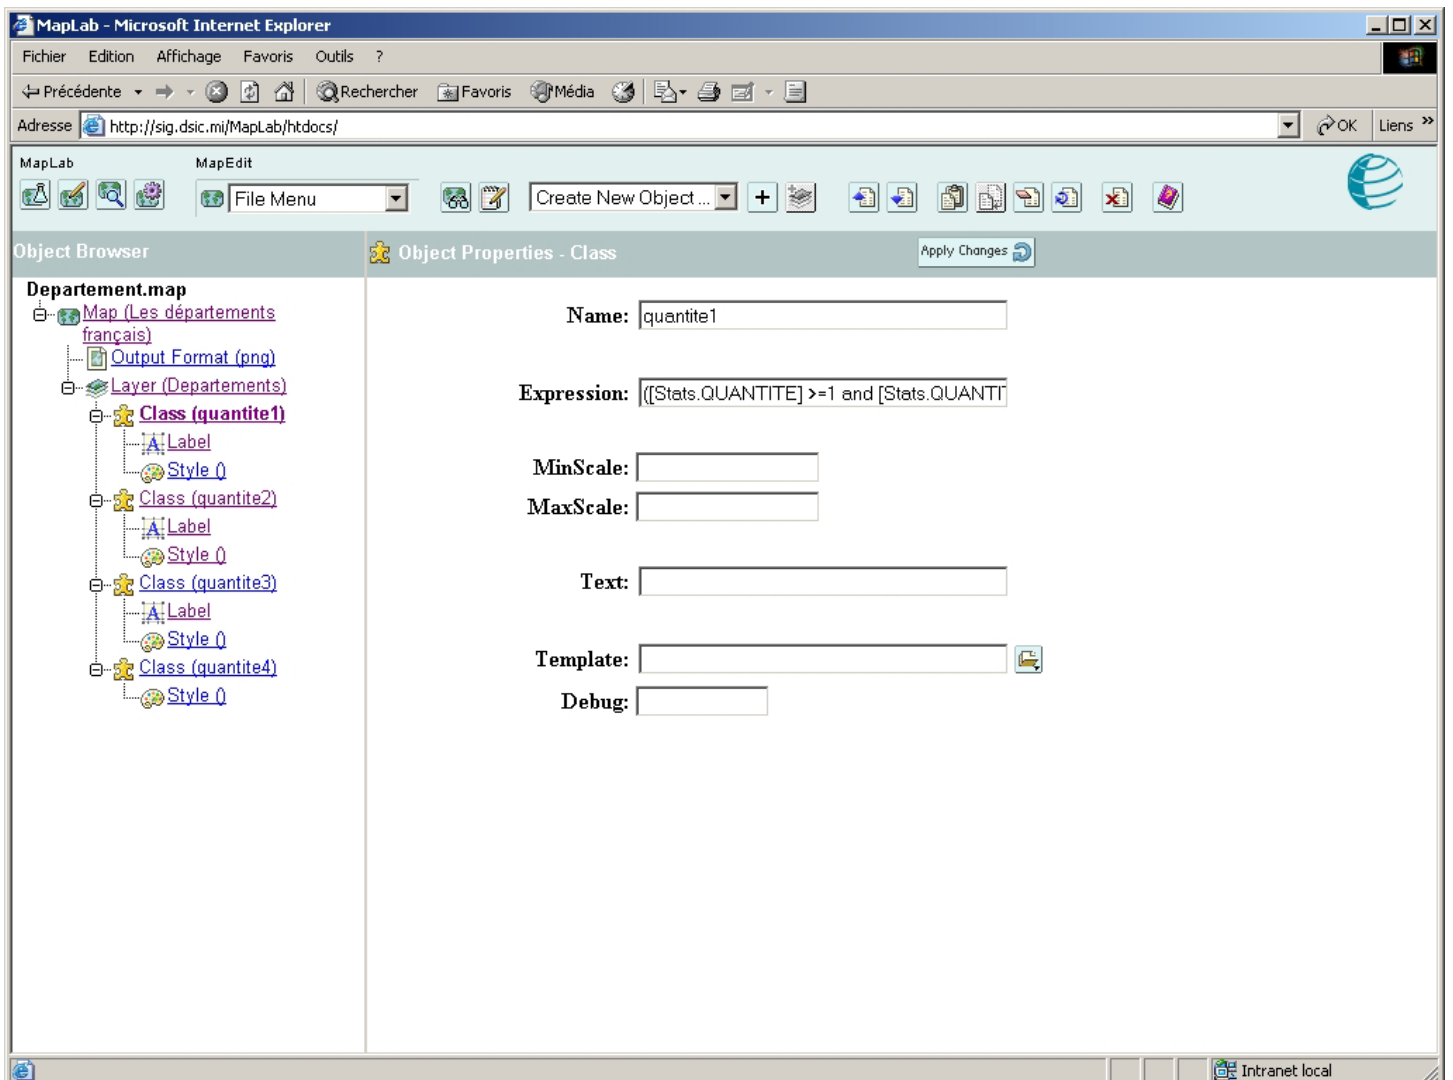 MapLab - Microsoft Internet Explorer
Fichier Edition Affichage Favoris Outils ?
Précédente Rechercher Favoris Média
Adresse http://sig.dsic.mi/MapLab/htdocs/ OK Liens »
MapLab MapEdit
File Menu Create New Object ... +
Object Browser Object Properties - Class Apply Changes
Departement.map
Map (Les départements
français)
Output Format (png)
Layer (Departements)
Class (quantite1)
Label
Style ()
Class (quantite2)
Label
Style ()
Class (quantite3)
Label
Style ()
Class (quantite4)
Style ()
Name: quantite1
Expression: ([Stats.QUANTITE] >=1 and [Stats.QUANTIT
MinScale:
MaxScale:
Text:
Template:
Debug:
Intranet local